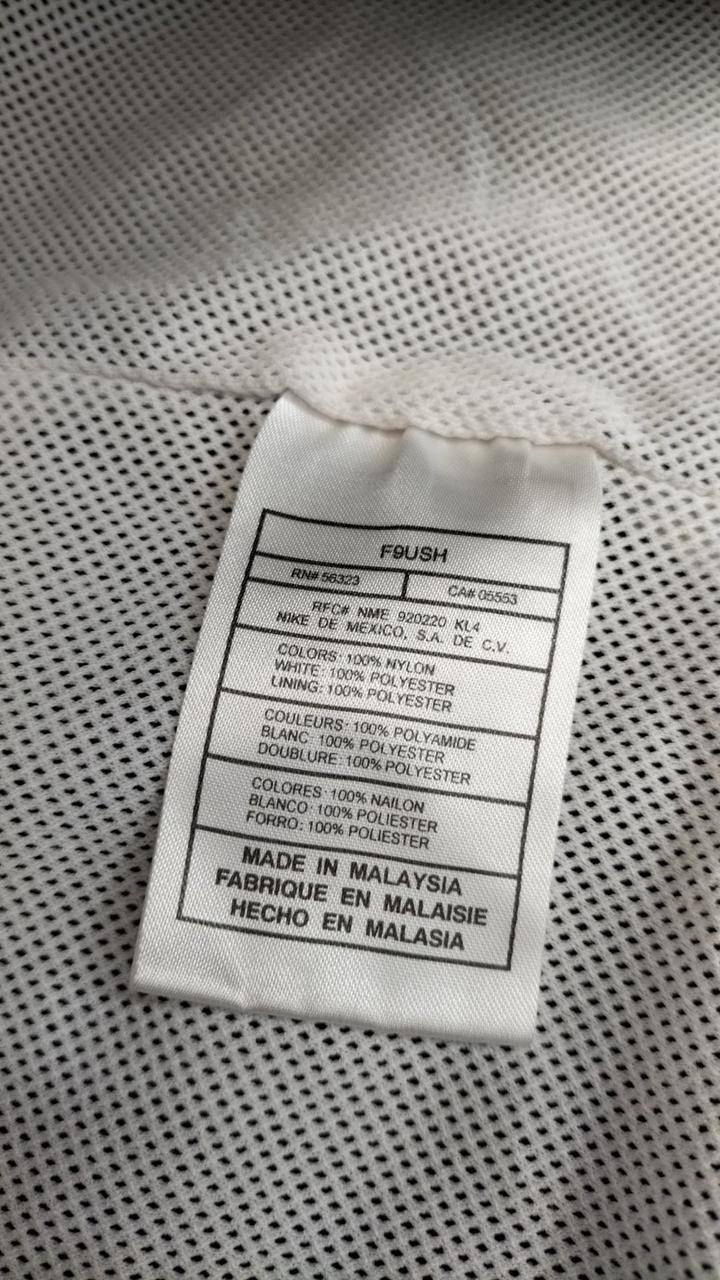 F9USH
RN# 56323
CA# 05553
RFC# NME 920220 KL4
NIKE DE MEXICO, S.A. DE C.V.
COLORS: 100% NYLON
WHITE: 100% POLYESTER
LINING: 100% POLYESTER
COULEURS: 100% POLYAMIDE
BLANC: 100% POLYESTER
DOUBLURE: 100% POLYESTER
COLORES: 100% NAILON
BLANCO: 100% POLIESTER
FORRO: 100% POLIESTER
MADE IN MALAYSIA
FABRIQUE EN MALAISIE
HECHO EN MALASIA